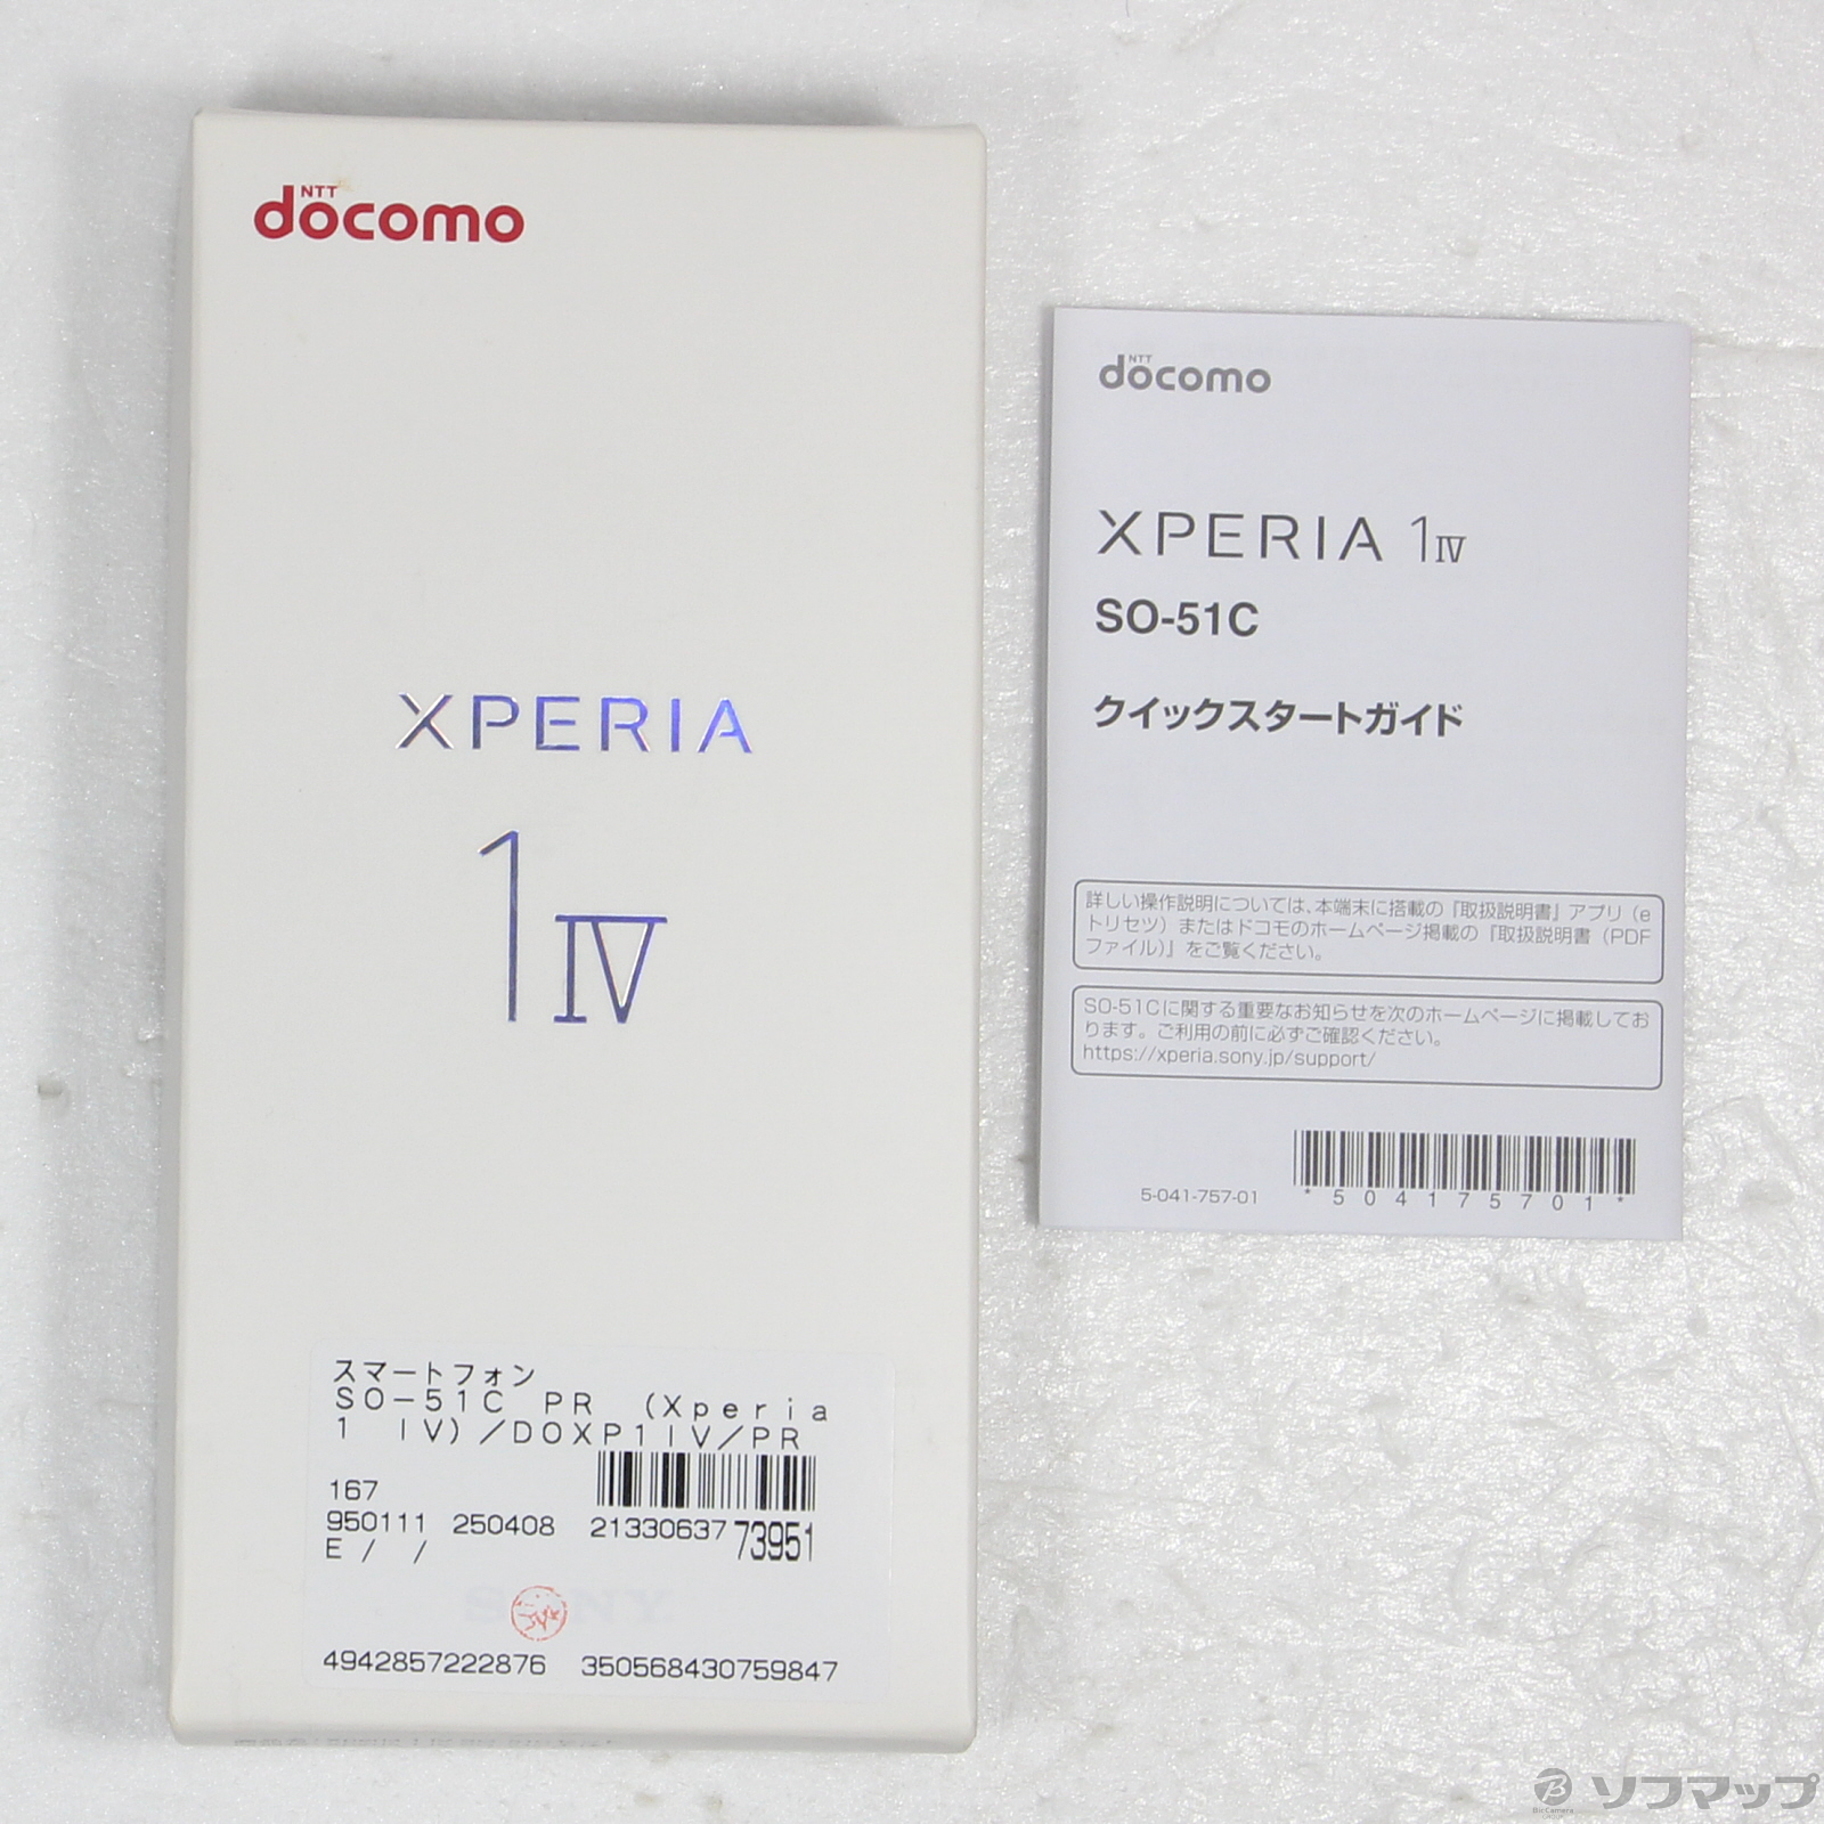 NTT
docomo
XPERIA
1 IV
スマートフォン
SO-51C PR (Xperia
1 IV)/DOXP1IV/PR
167
950111 250408 21330637 73951
E / /
SONY
4942857222876 350568430759847
NTT
docomo
XPERIA 1 IV
SO-51C
クイックスタートガイド
詳しい操作説明については、本端末に搭載の『取扱説明書』アプリ(e
トリセツ)またはドコモのホームページ掲載の『取扱説明書(PDF
ファイル)』をご覧ください。
SO-51Cに関する重要なお知らせを次のホームページに掲載してお
ります。ご利用の前に必ずご確認ください。
https://xperia.sony.jp/support/
5-041-757-01
*504175701*
BicCamera
GROUP
ソフマップ